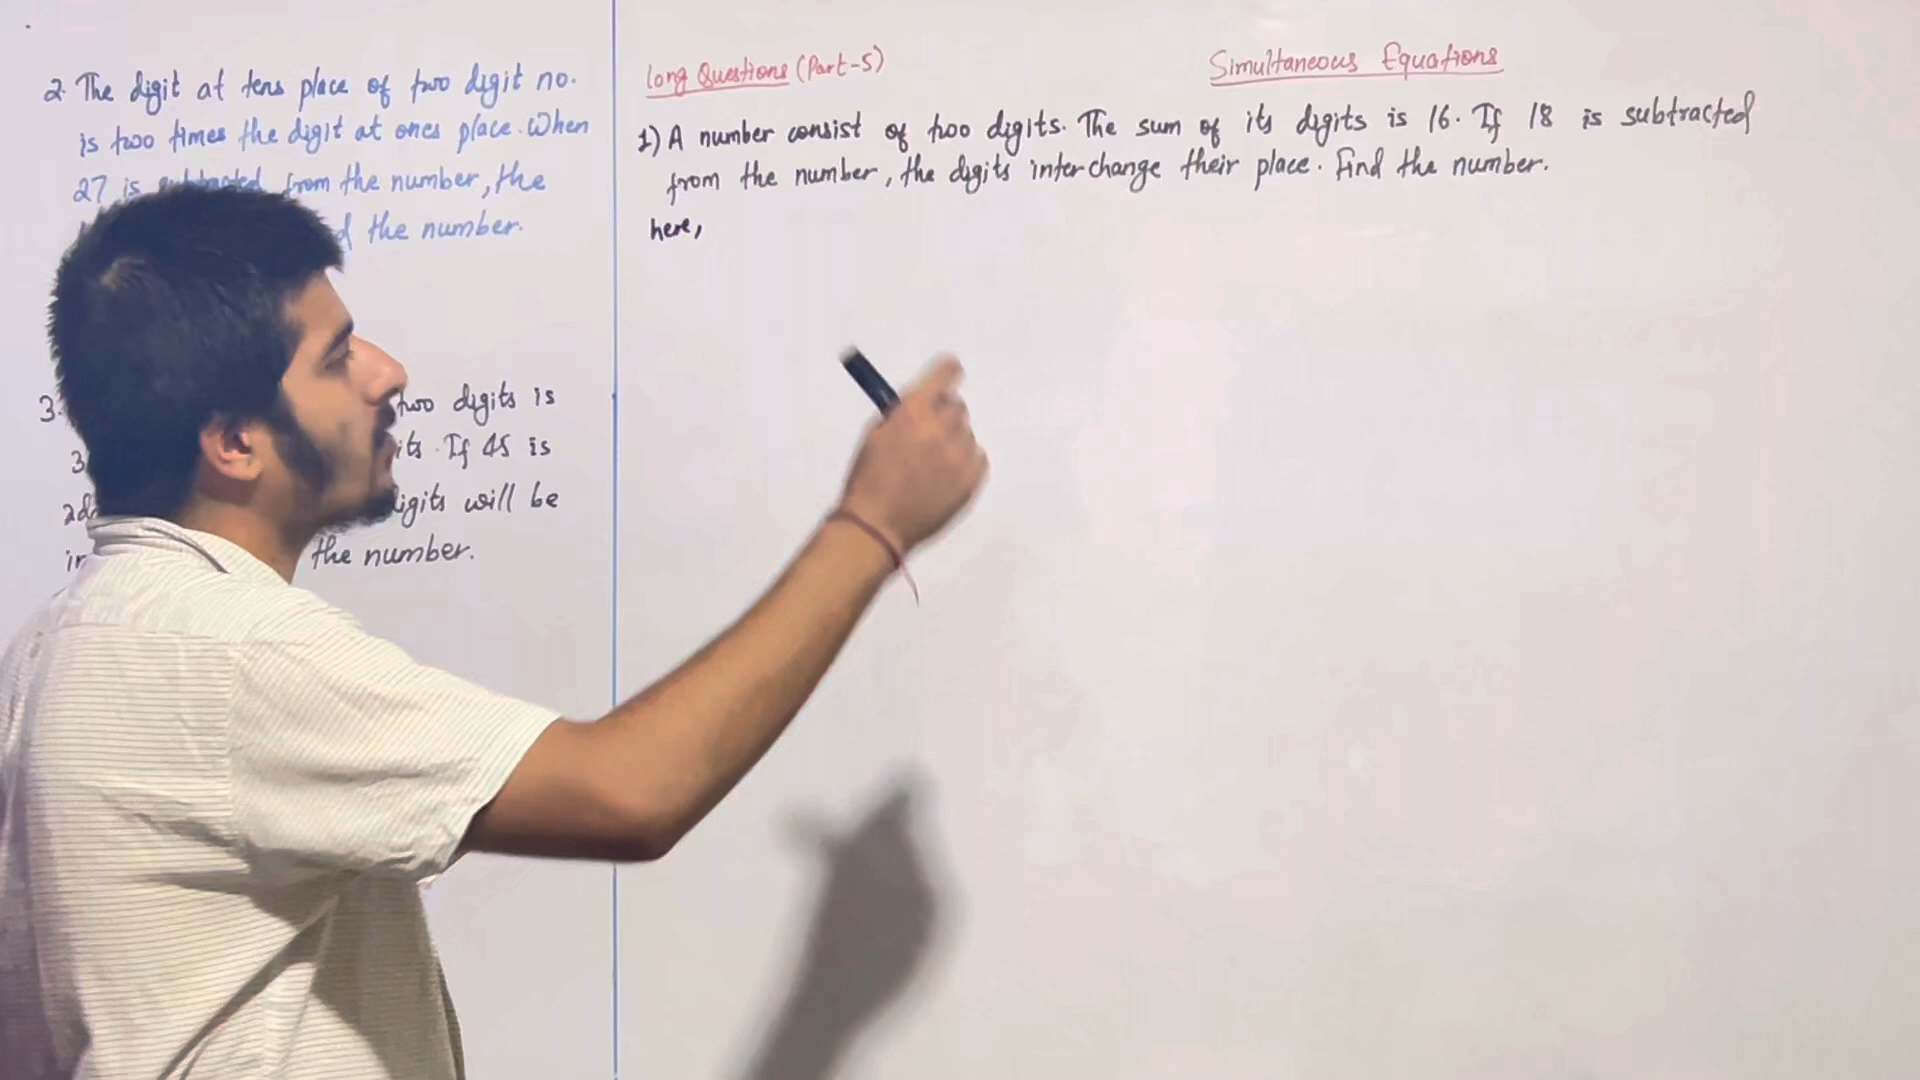 2. The digit at tens place of two digit no.
is two times the digit at ones place. When
27 is subtracted from the number, the
the number.
3.
two digits is
3 If 45 is
digits will be
the number.
Long Questions (Part-5)
Simultaneous Equations
1) A number consist of two digits. The sum of its digits is 16. If 18 is subtracted
from the number, the digits interchange their place. Find the number.
here,